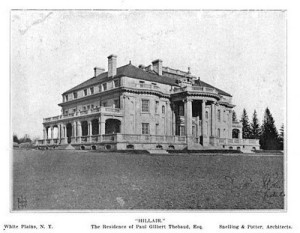 "HILLAIR."
White Plains, N. Y. The Residence of Paul Gilbert Thebaud, Esq. Snelling & Potter, Architects.